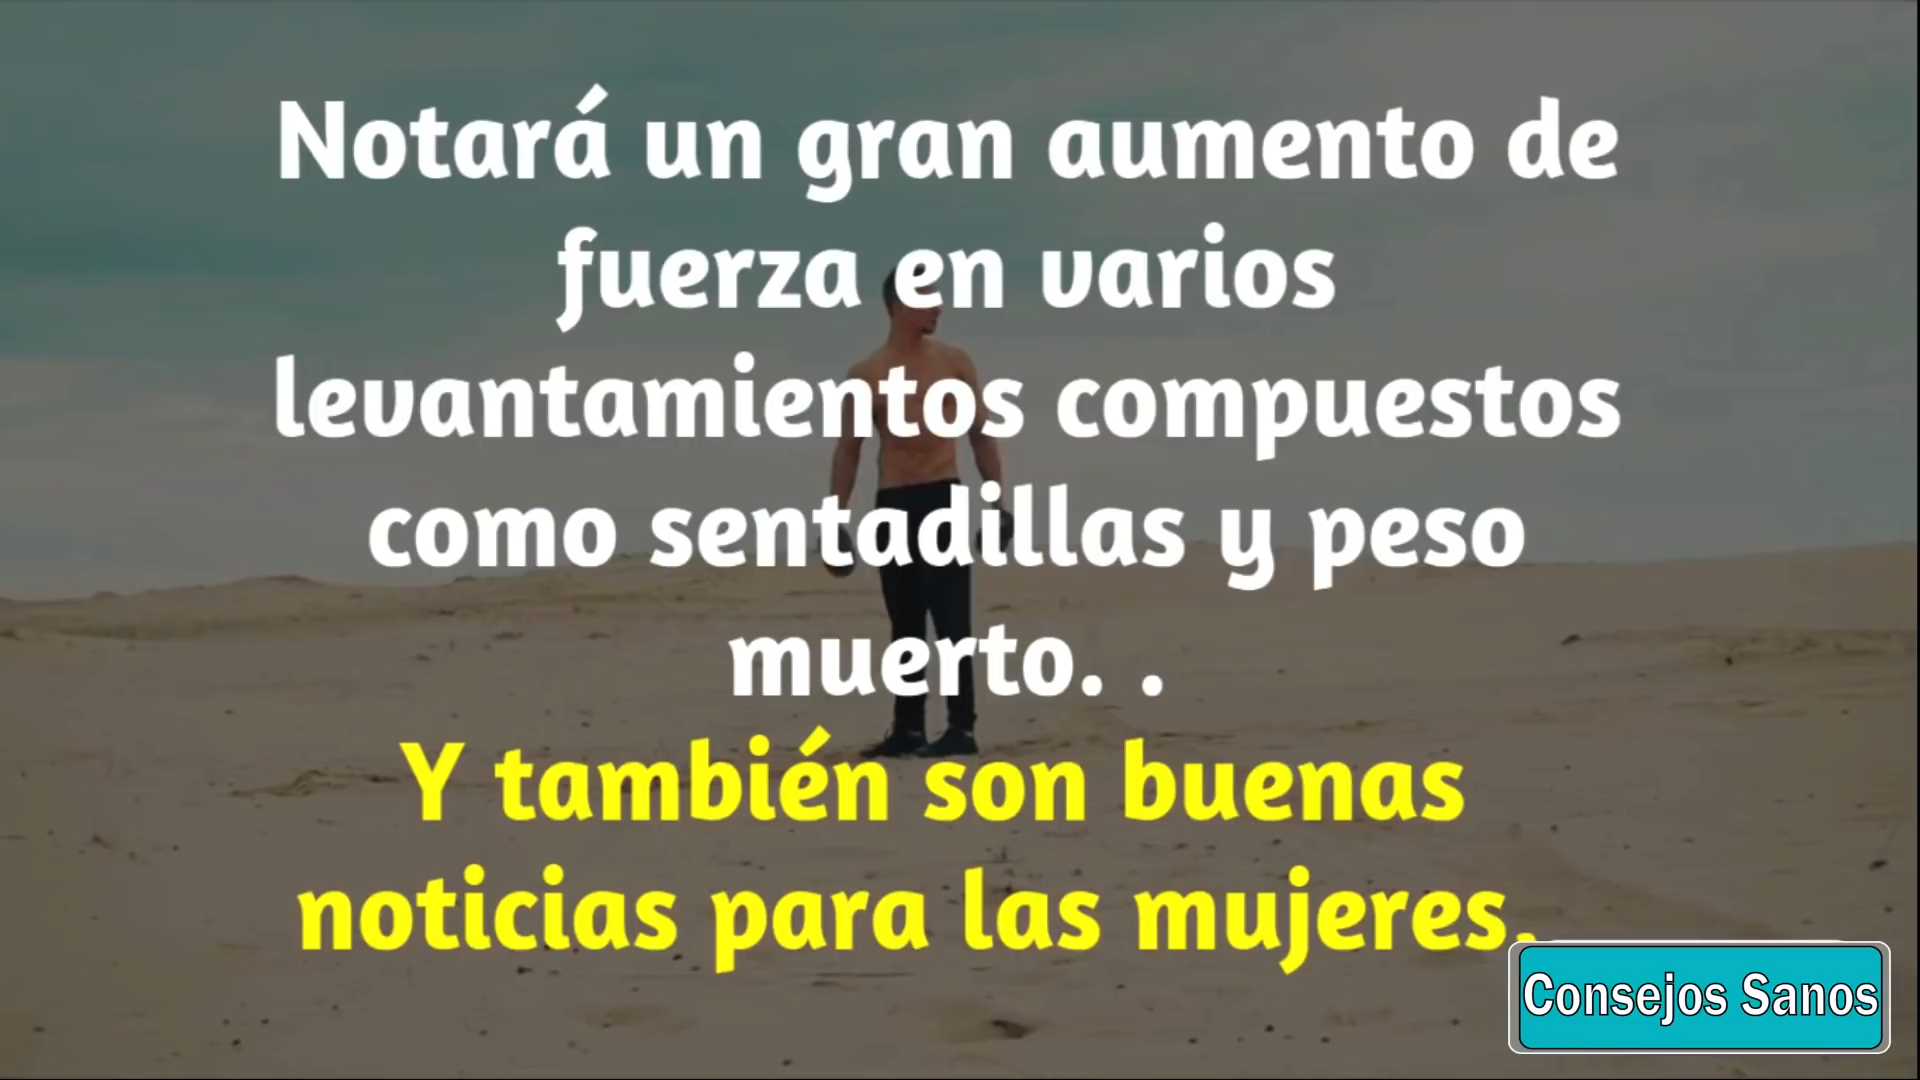 Notará un gran aumento de
fuerza en varios
levantamientos compuestos
como sentadillas y peso
muerto. .
Y también son buenas
noticias para las mujeres.
Consejos Sanos